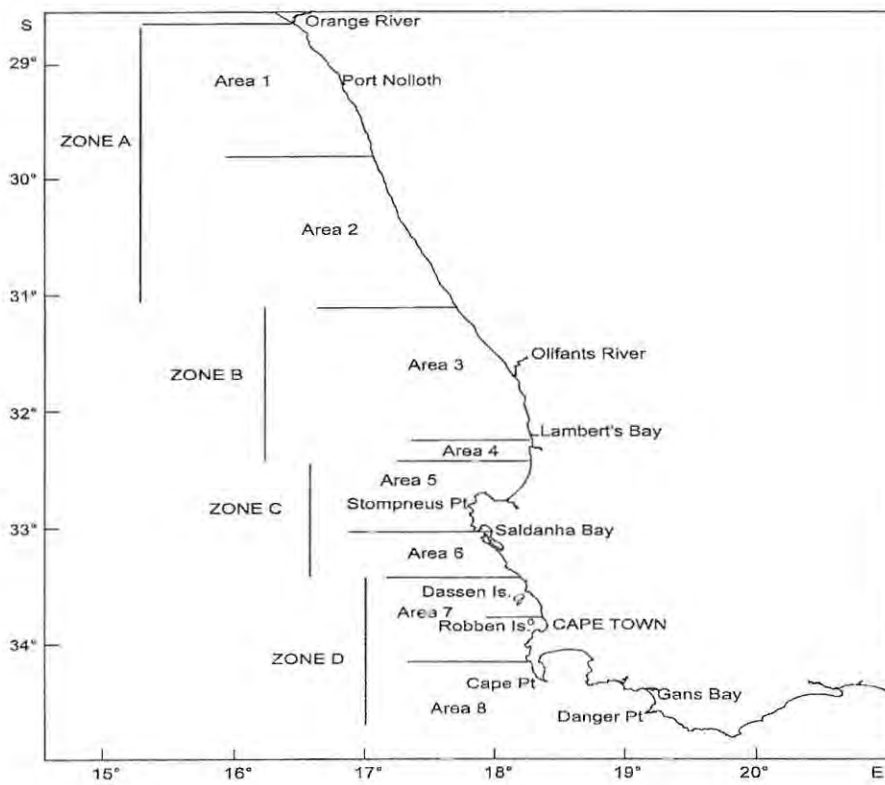 S
Orange River
29°
Area 1
Port Nolloth
ZONE A
30°
Area 2
31°
Olifants River
Area 3
ZONE B
32°
Lambert's Bay
Area 4
Area 5
Stompneus Pt
ZONE C
33°
Saldanha Bay
Area 6
Dassen Is.
Area 7
Robben Is.
CAPE TOWN
34°
ZONE D
Cape Pt
Gans Bay
Area 8
Danger Pt
15°
16°
17°
18°
19°
20°
E